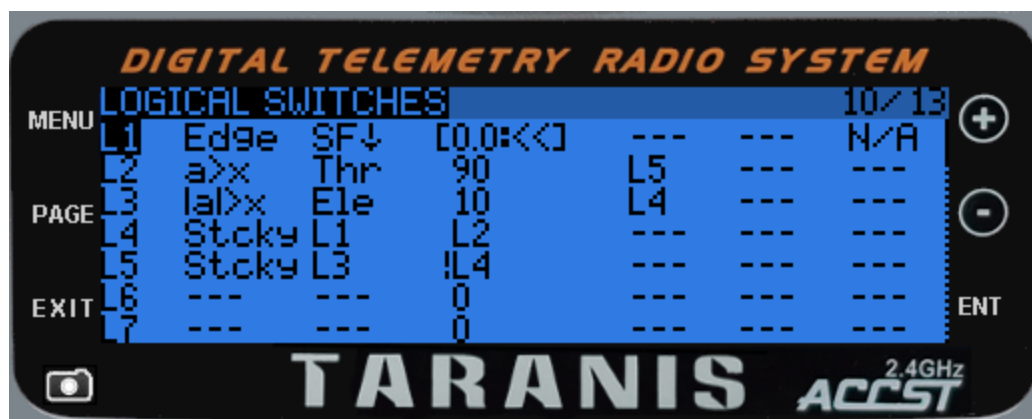 DIGITAL TELEMETRY RADIO SYSTEM
MENU
LOGICAL SWITCHES 10/13
L1 Edge SF↓ [0.0:<<] --- --- N/A
L2 a>x Thr 90 L5 --- ---
L3 |a|>x Ele 10 L4 --- ---
PAGE
L4 Stcky L1 L2 --- --- ---
L5 Stcky L3 !L4 --- --- ---
L6 --- --- 0 --- --- ---
EXIT
L7 --- --- 0 --- --- ---
+
-
ENT
TARANIS
2.4GHz
ACCST